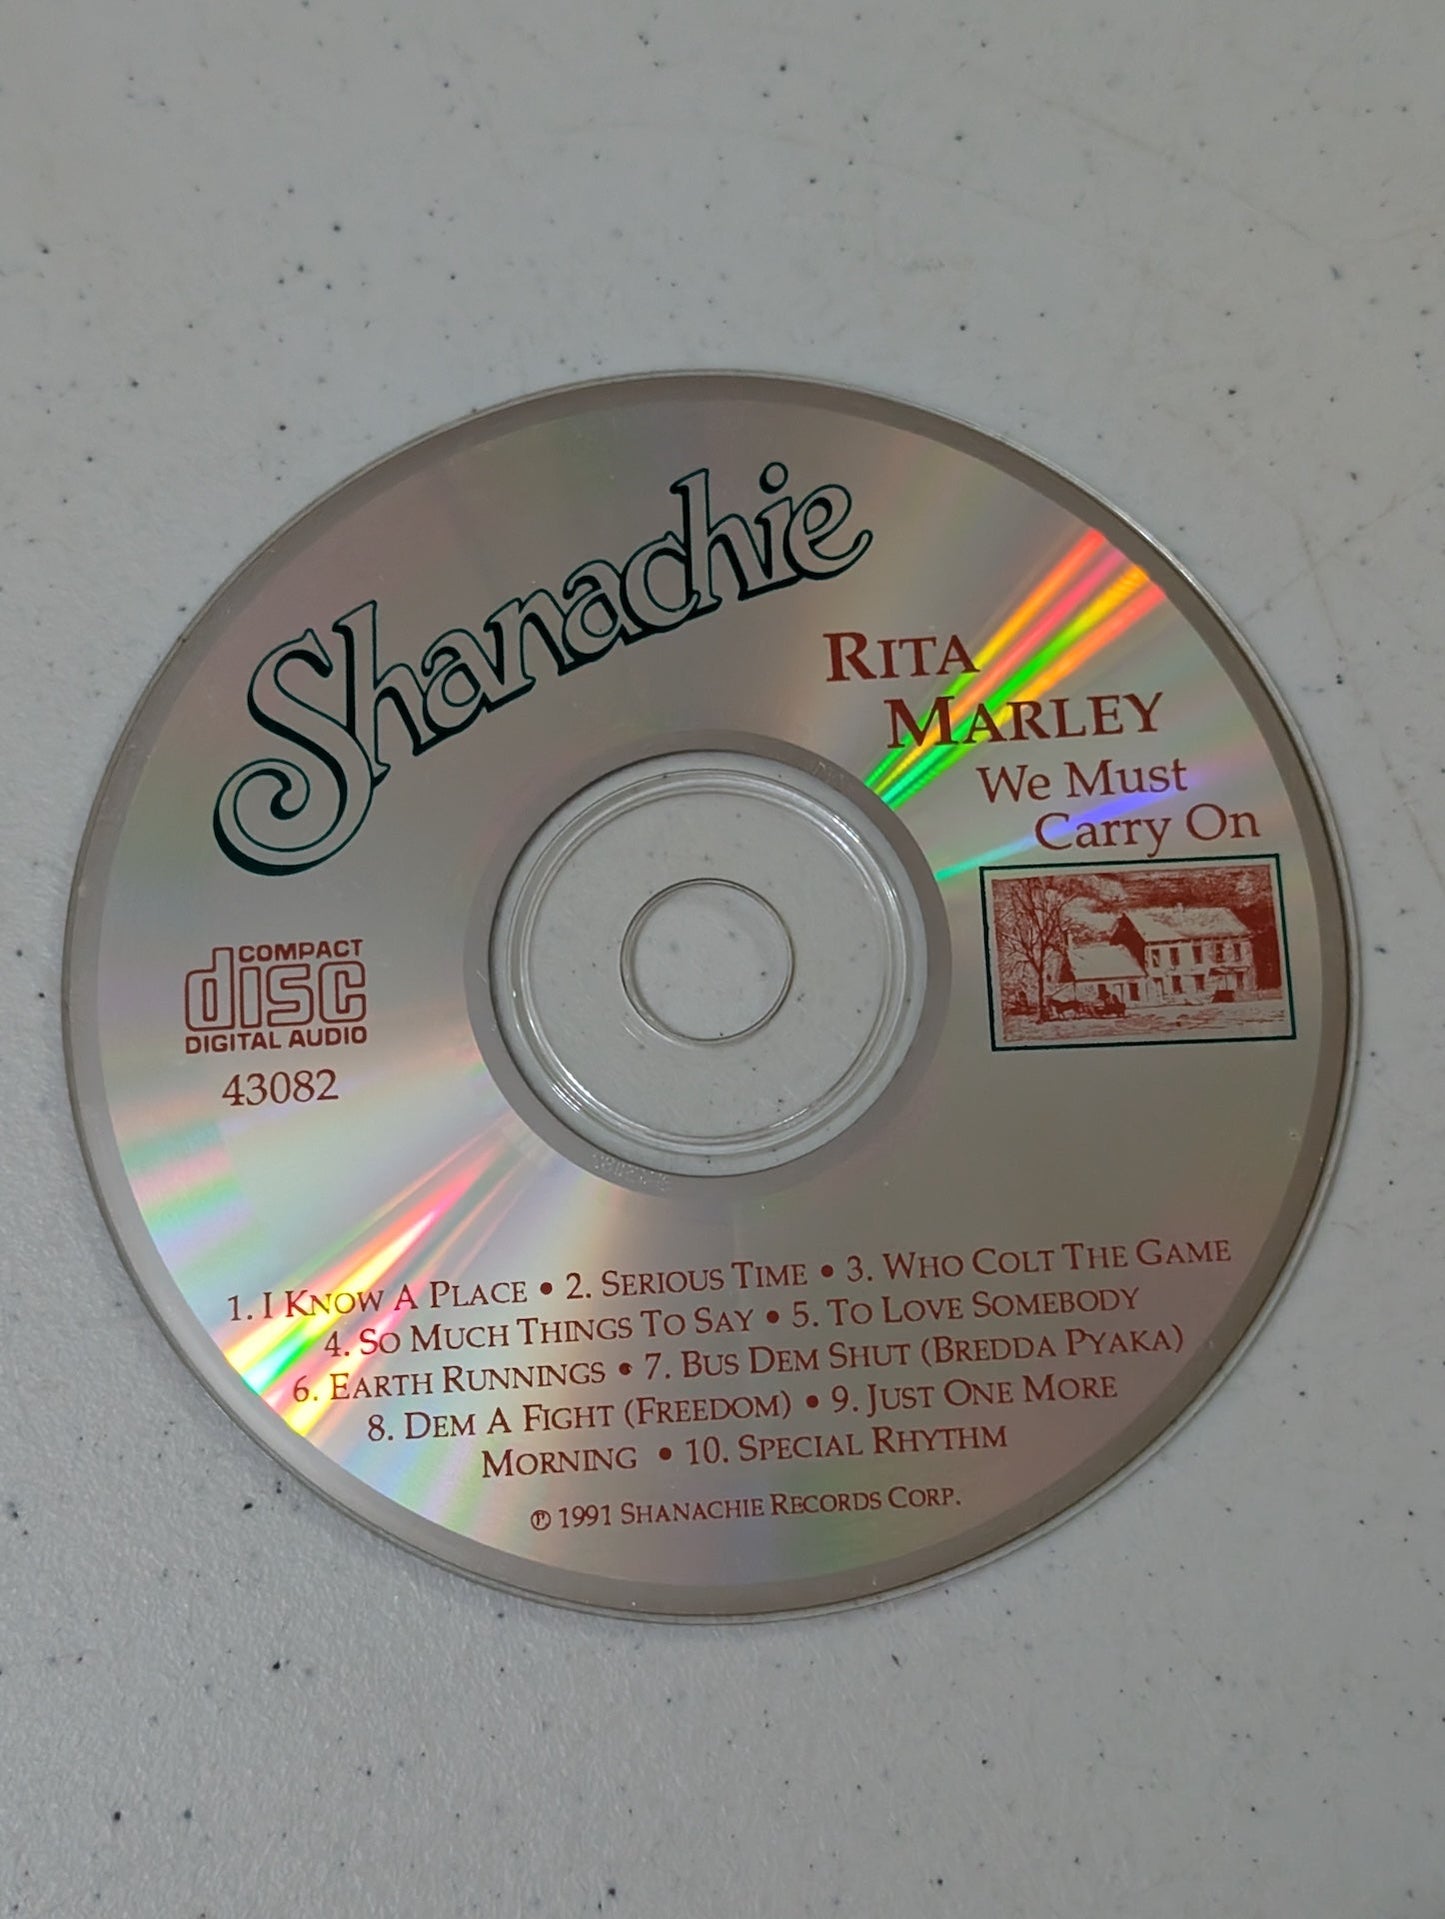 Shanachie
RITA
MARLEY
We Must
Carry On
COMPACT
disc
DIGITAL AUDIO
43082
1. I KNOW A PLACE • 2. SERIOUS TIME • 3. WHO COLT THE GAME
4. SO MUCH THINGS TO SAY • 5. TO LOVE SOMEBODY
6. EARTH RUNNINGS • 7. BUS DEM SHUT (BREDDA PYAKA)
8. DEM A FIGHT (FREEDOM) • 9. JUST ONE MORE
MORNING • 10. SPECIAL RHYTHM
℗ 1991 SHANACHIE RECORDS CORP.